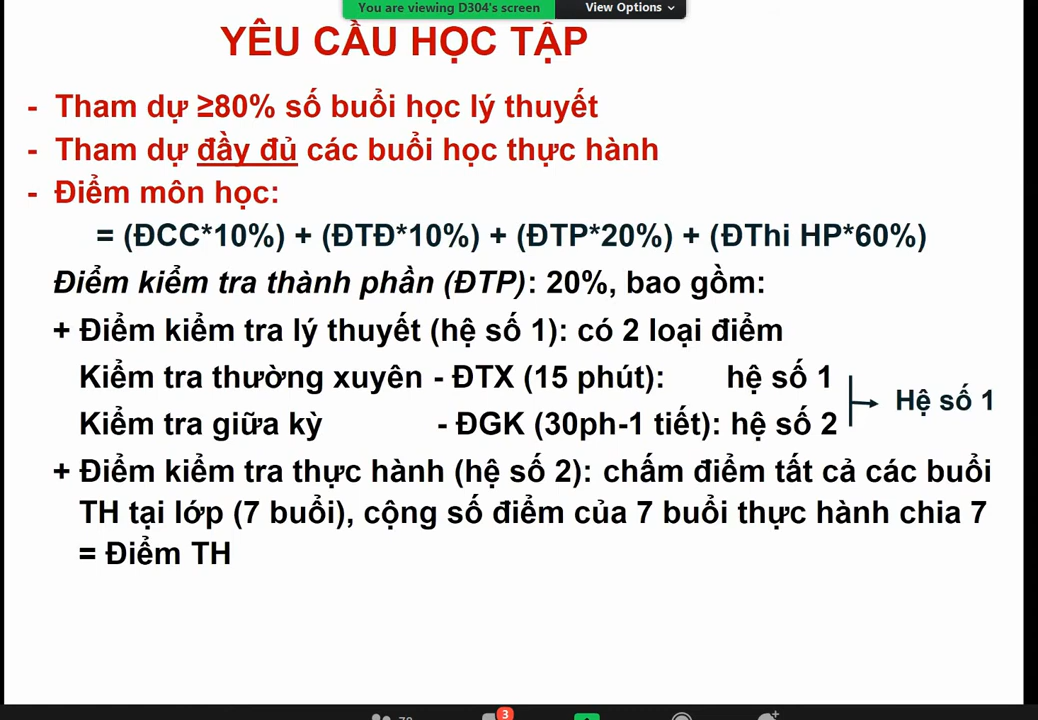 You are viewing D304's screen View Options
YÊU CẦU HỌC TẬP
- Tham dự ≥80% số buổi học lý thuyết
- Tham dự đầy đủ các buổi học thực hành
- Điểm môn học:
= (ĐCC*10%) + (ĐTĐ*10%) + (ĐTP*20%) + (ĐThi HP*60%)
Điểm kiểm tra thành phần (ĐTP): 20%, bao gồm:
+ Điểm kiểm tra lý thuyết (hệ số 1): có 2 loại điểm
Kiểm tra thường xuyên - ĐTX (15 phút): hệ số 1
Hệ số 1
Kiểm tra giữa kỳ - ĐGK (30ph-1 tiết): hệ số 2
+ Điểm kiểm tra thực hành (hệ số 2): chấm điểm tất cả các buổi
TH tại lớp (7 buổi), cộng số điểm của 7 buổi thực hành chia 7
= Điểm TH
3